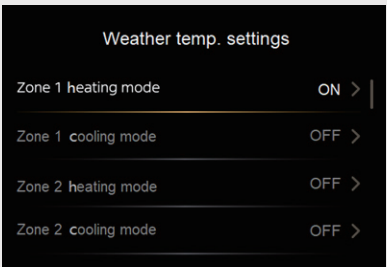 Weather temp. settings
Zone 1 heating mode ON >
Zone 1 cooling mode OFF >
Zone 2 heating mode OFF >
Zone 2 cooling mode OFF >